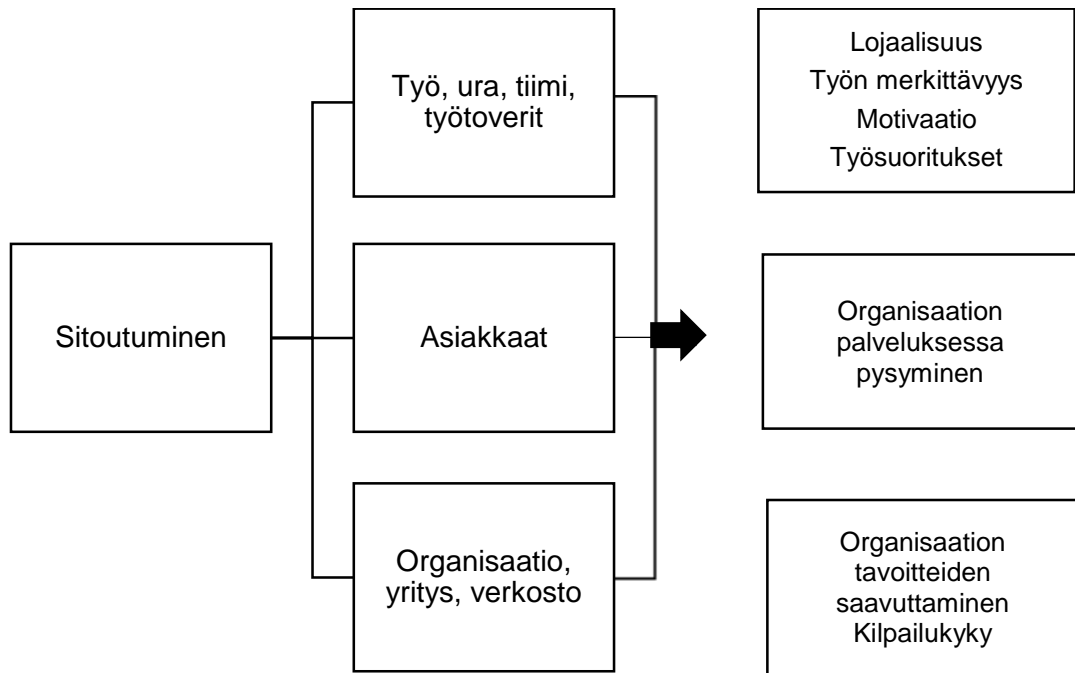 Sitoutuminen
Työ, ura, tiimi,
työtoverit
Asiakkaat
Organisaatio,
yritys, verkosto
Lojaalisuus
Työn merkittävyys
Motivaatio
Työsuoritukset
Organisaation
palveluksessa
pysyminen
Organisaation
tavoitteiden
saavuttaminen
Kilpailukyky